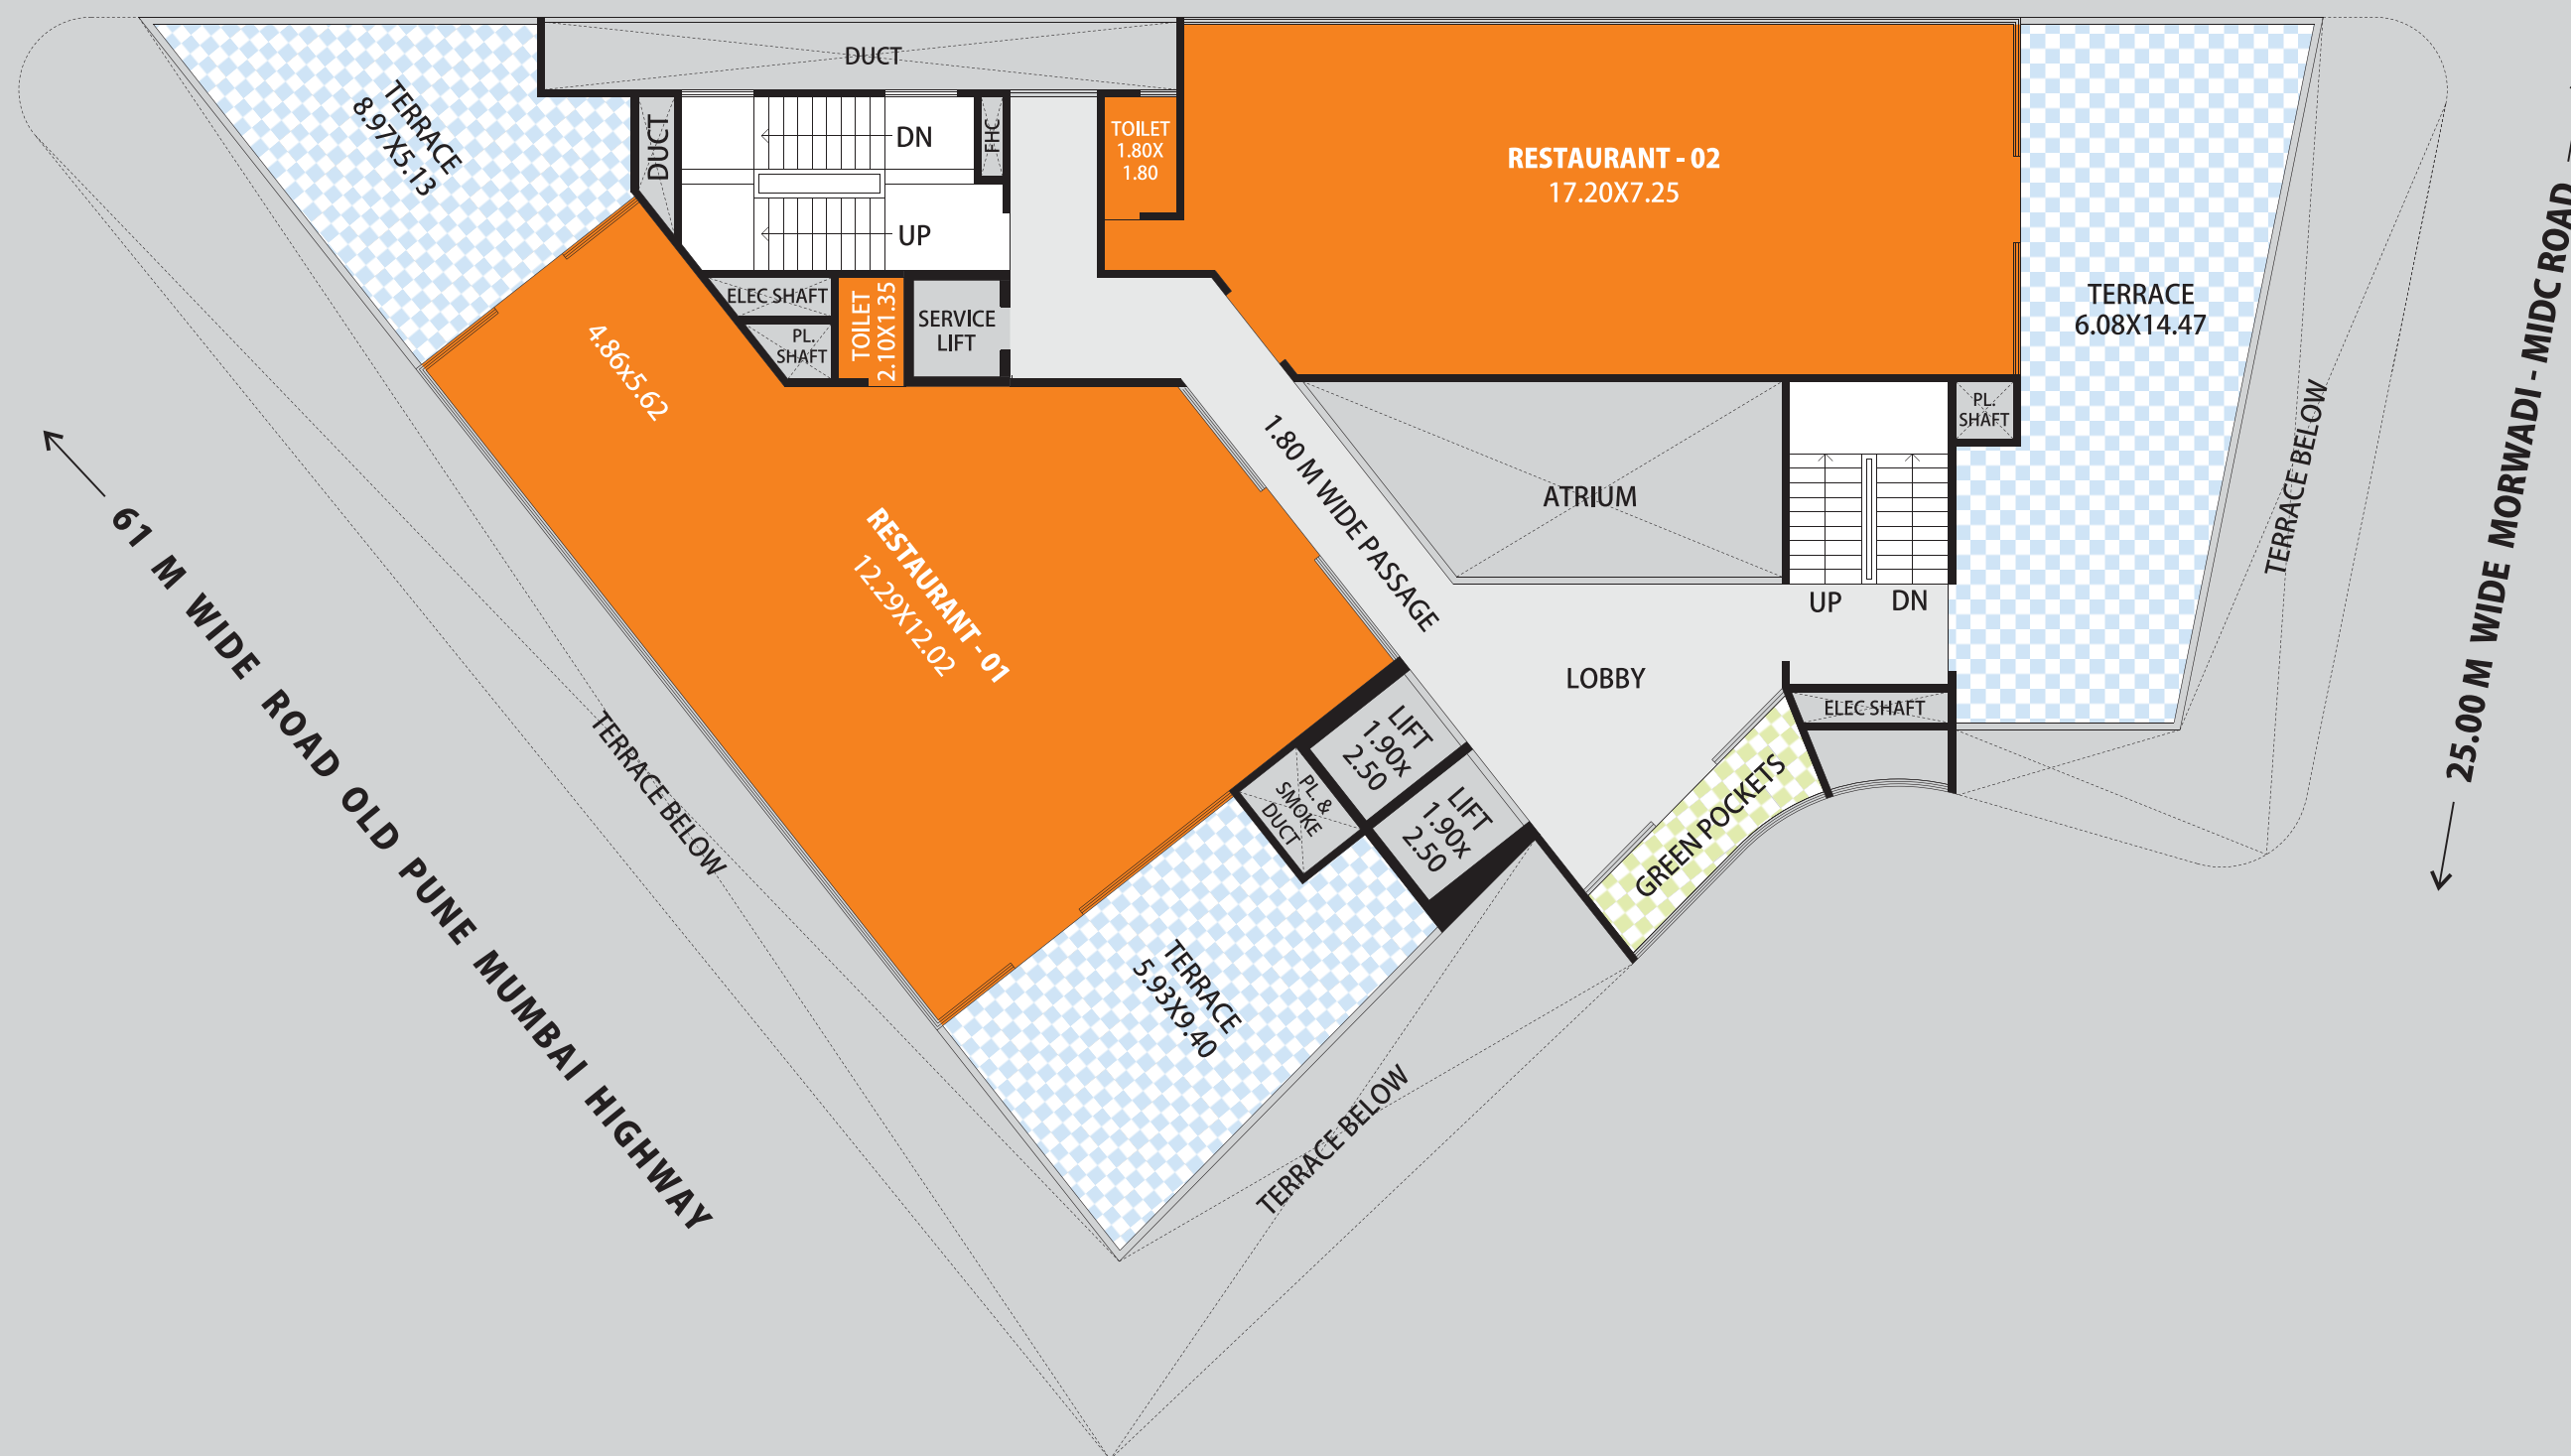 DUCT
TERRACE
8.97X5.13
DUCT
DN
FHC
TOILET
1.80X
1.80
RESTAURANT - 02
17.20X7.25
UP
ELEC SHAFT
PL.
SHAFT
TOILET
2.10X1.35
SERVICE
LIFT
TERRACE
6.08X14.47
4.86x5.62
PL.
SHAFT
1.80 M WIDE PASSAGE
ATRIUM
TERRACE BELOW
25.00 M WIDE MORWADI - MIDC ROAD
RESTAURANT - 01
12.29X12.02
UP
DN
LOBBY
ELEC SHAFT
61 M WIDE ROAD OLD PUNE MUMBAI HIGHWAY
TERRACE BELOW
LIFT
1.90x
2.50
PL. &
SMOKE
DUCT
LIFT
1.90x
2.50
GREEN POCKETS
TERRACE
5.93X9.40
TERRACE BELOW